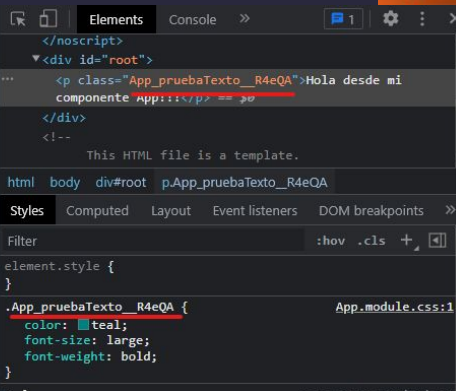 Elements Console » 1
</noscript>
▼<div id="root">
··· <p class="App_pruebaTexto__R4eQA">Hola desde mi
componente App!!!</p> == $0
</div>
<!--
This HTML file is a template.
html body div#root p.App_pruebaTexto__R4eQA
Styles Computed Layout Event listeners DOM breakpoints »
Filter :hov .cls +
element.style {
}
.App_pruebaTexto__R4eQA { App.module.css:1
color: teal;
font-size: large;
font-weight: bold;
}